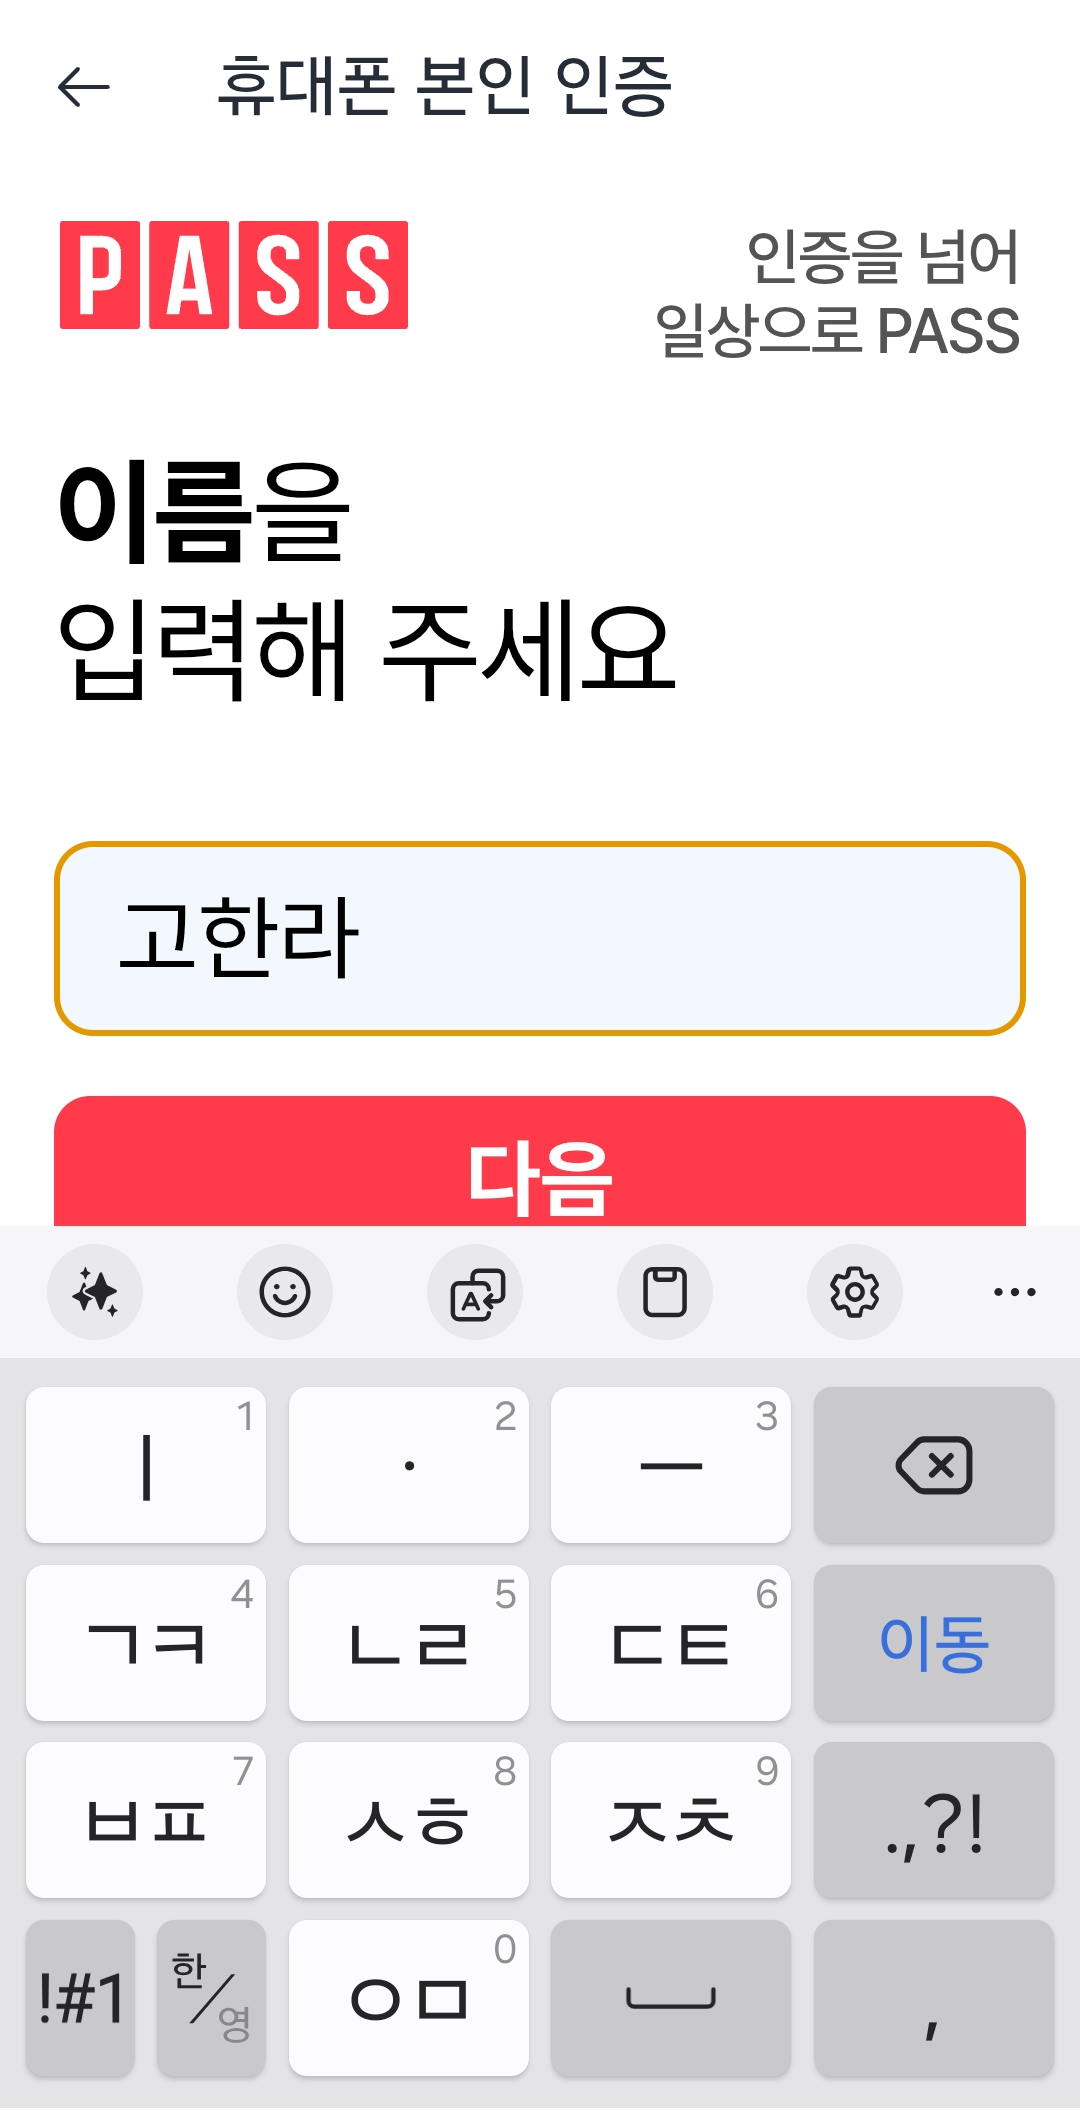 휴대폰 본인 인증
PASS
인증을 넘어
일상으로 PASS
이름을
입력해 주세요
고한라
다음
A
ㅣ 1
· 2
ㅡ 3
ㄱㅋ 4
ㄴㄹ 5
ㄷㅌ 6
이동
ㅂㅍ 7
ㅅㅎ 8
ㅈㅊ 9
.,?!
!#1
한/영
ㅇㅁ 0
,